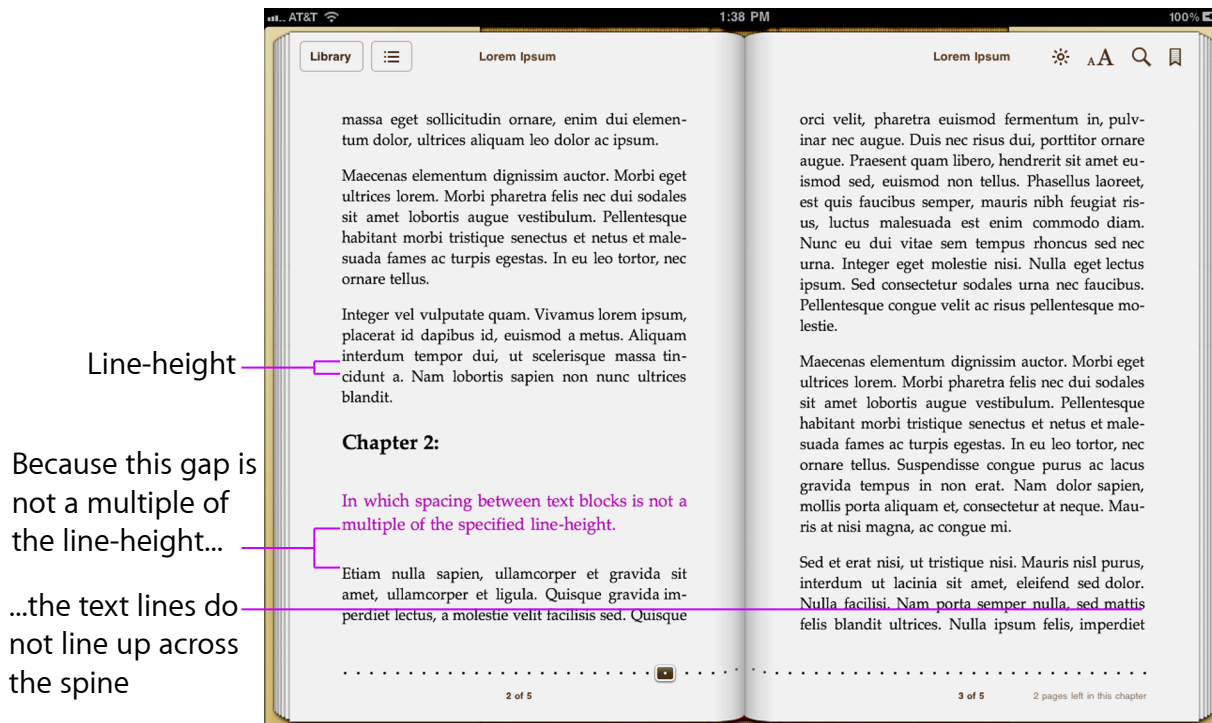 AT&T 1:38 PM 100%
Library Lorem Ipsum
massa eget sollicitudin ornare, enim dui elemen-
tum dolor, ultrices aliquam leo dolor ac ipsum.
Maecenas elementum dignissim auctor. Morbi eget
ultrices lorem. Morbi pharetra felis nec dui sodales
sit amet lobortis augue vestibulum. Pellentesque
habitant morbi tristique senectus et netus et male-
suada fames ac turpis egestas. In eu leo tortor, nec
ornare tellus.
Integer vel vulputate quam. Vivamus lorem ipsum,
placerat id dapibus id, euismod a metus. Aliquam
interdum tempor dui, ut scelerisque massa tin-
cidunt a. Nam lobortis sapien non nunc ultrices
blandit.
Chapter 2:
In which spacing between text blocks is not a
multiple of the specified line-height.
Etiam nulla sapien, ullamcorper et gravida sit
amet, ullamcorper et ligula. Quisque gravida im-
perdiet lectus, a molestie velit facilisis sed. Quisque
2 of 5
Lorem Ipsum AA
orci velit, pharetra euismod fermentum in, pulv-
inar nec augue. Duis nec risus dui, porttitor ornare
augue. Praesent quam libero, hendrerit sit amet eu-
ismod sed, euismod non tellus. Phasellus laoreet,
est quis faucibus semper, mauris nibh feugiat ris-
us, luctus malesuada est enim commodo diam.
Nunc eu dui vitae sem tempus rhoncus sed nec
urna. Integer eget molestie nisi. Nulla eget lectus
ipsum. Sed consectetur sodales urna nec faucibus.
Pellentesque congue velit ac risus pellentesque mo-
lestie.
Maecenas elementum dignissim auctor. Morbi eget
ultrices lorem. Morbi pharetra felis nec dui sodales
sit amet lobortis augue vestibulum. Pellentesque
habitant morbi tristique senectus et netus et male-
suada fames ac turpis egestas. In eu leo tortor, nec
ornare tellus. Suspendisse congue purus ac lacus
gravida tempus in non erat. Nam dolor sapien,
mollis porta aliquam et, consectetur at neque. Mau-
ris at nisi magna, ac congue mi.
Sed et erat nisi, ut tristique nisi. Mauris nisl purus,
interdum ut lacinia sit amet, eleifend sed dolor.
Nulla facilisi. Nam porta semper nulla, sed mattis
felis blandit ultrices. Nulla ipsum felis, imperdiet
3 of 5 2 pages left in this chapter
Line-height
Because this gap is
not a multiple of
the line-height...
...the text lines do
not line up across
the spine